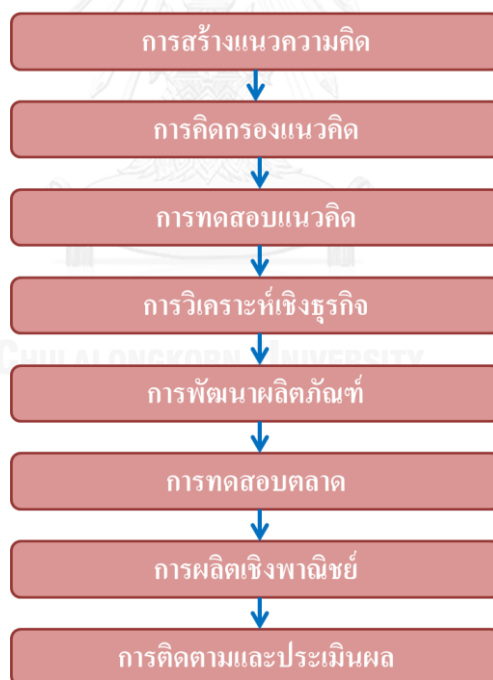 การสร้างแนวความคิด
การคิดกรองแนวคิด
การทดสอบแนวคิด
การวิเคราะห์เชิงธุรกิจ
CHULALONGKORN UNIVERSITY
การพัฒนาผลิตภัณฑ์
การทดสอบตลาด
การผลิตเชิงพาณิชย์
การติดตามและประเมินผล